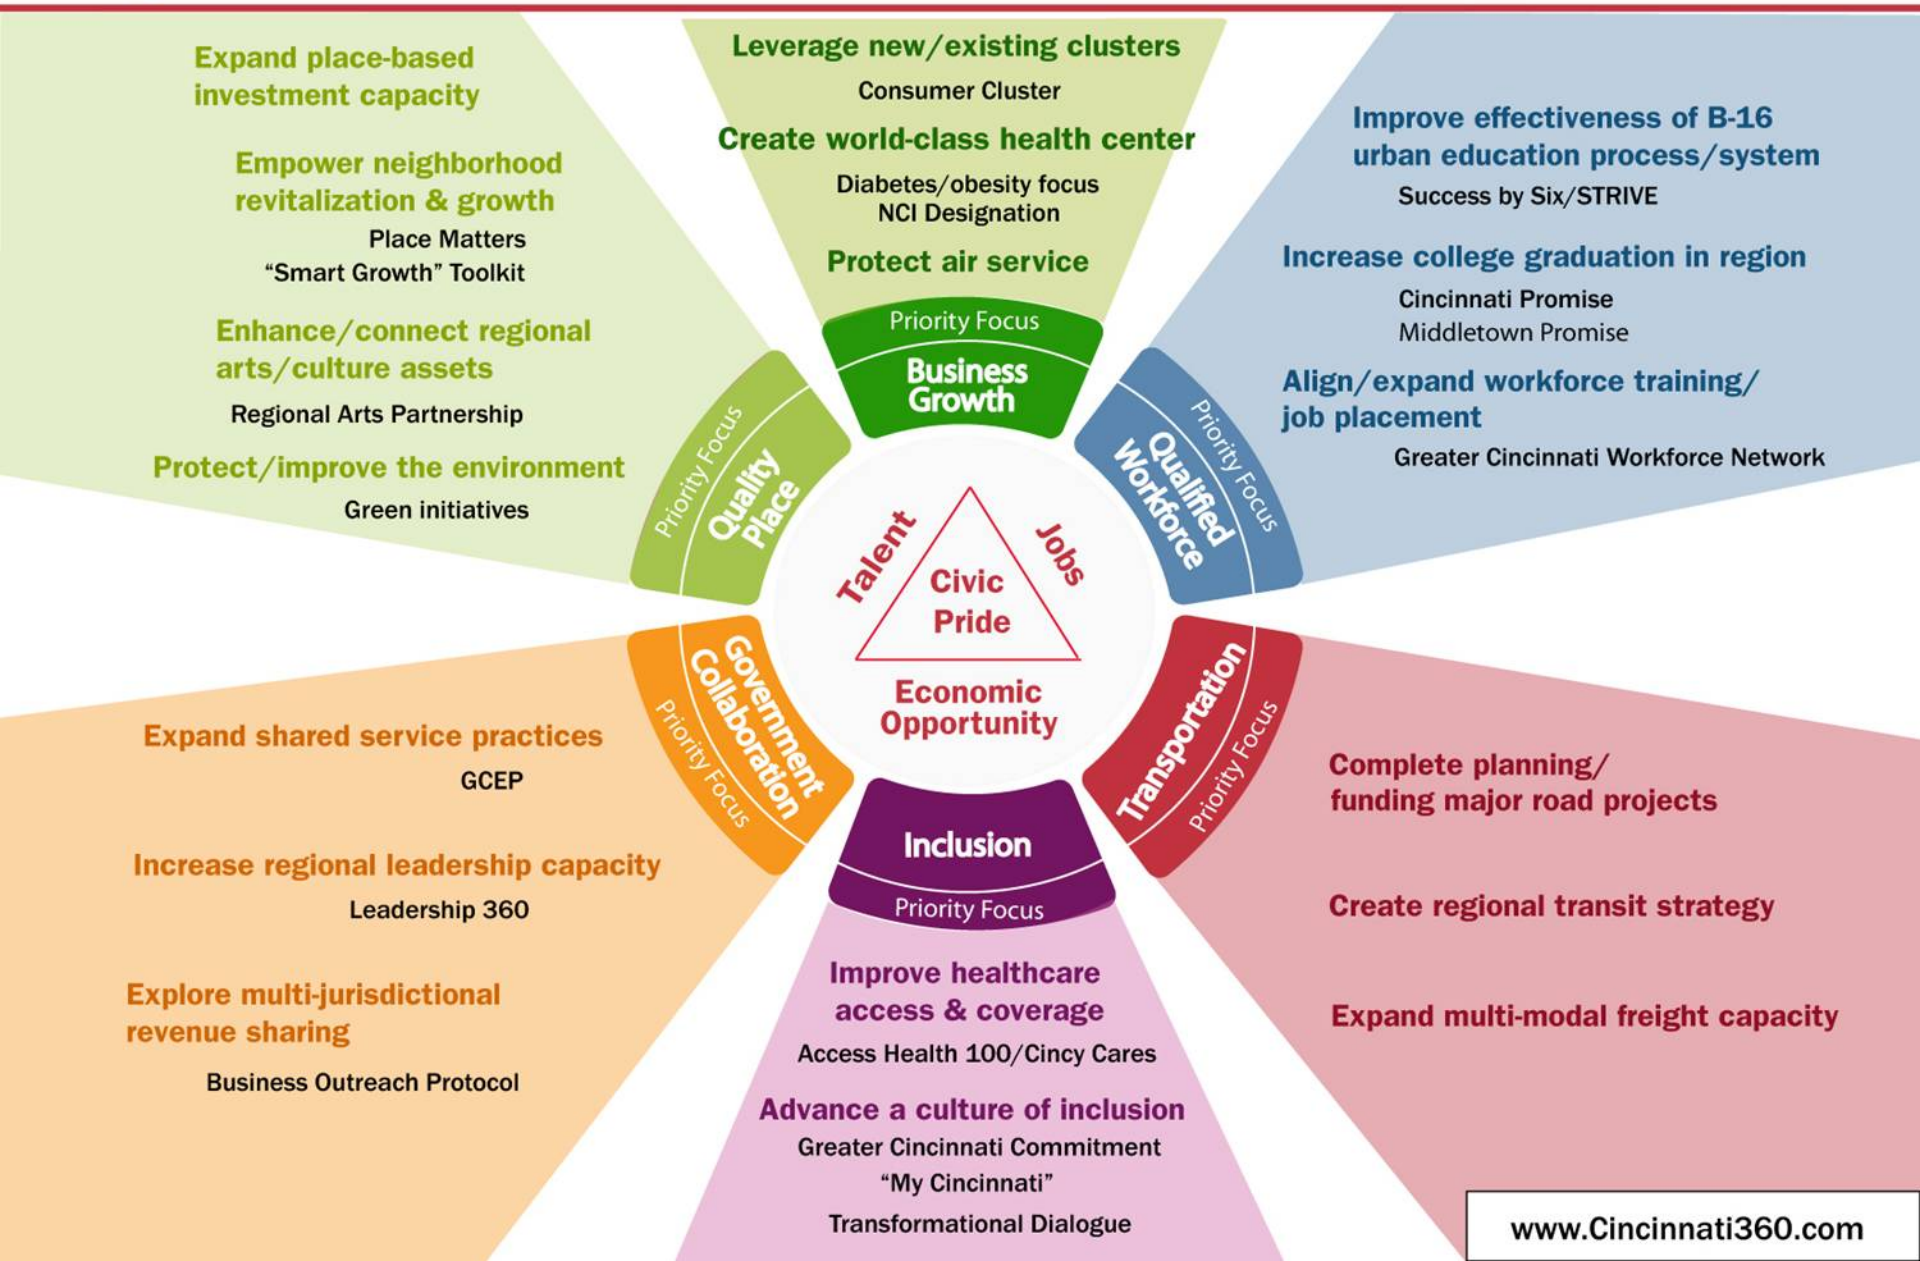 Expand place-based
investment capacity
Empower neighborhood
revitalization & growth
Place Matters
“Smart Growth” Toolkit
Enhance/connect regional
arts/culture assets
Regional Arts Partnership
Protect/improve the environment
Green initiatives
Priority Focus
Quality
Place
Leverage new/existing clusters
Consumer Cluster
Create world-class health center
Diabetes/obesity focus
NCI Designation
Protect air service
Priority Focus
Business
Growth
Improve effectiveness of B-16
urban education process/system
Success by Six/STRIVE
Increase college graduation in region
Cincinnati Promise
Middletown Promise
Align/expand workforce training/
job placement
Greater Cincinnati Workforce Network
Priority Focus
Qualified
Workforce
Talent
Jobs
Civic
Pride
Economic
Opportunity
Government
Collaboration
Priority Focus
Expand shared service practices
GCEP
Increase regional leadership capacity
Leadership 360
Explore multi-jurisdictional
revenue sharing
Business Outreach Protocol
Inclusion
Priority Focus
Improve healthcare
access & coverage
Access Health 100/Cincy Cares
Advance a culture of inclusion
Greater Cincinnati Commitment
“My Cincinnati”
Transformational Dialogue
Transportation
Priority Focus
Complete planning/
funding major road projects
Create regional transit strategy
Expand multi-modal freight capacity
www.Cincinnati360.com